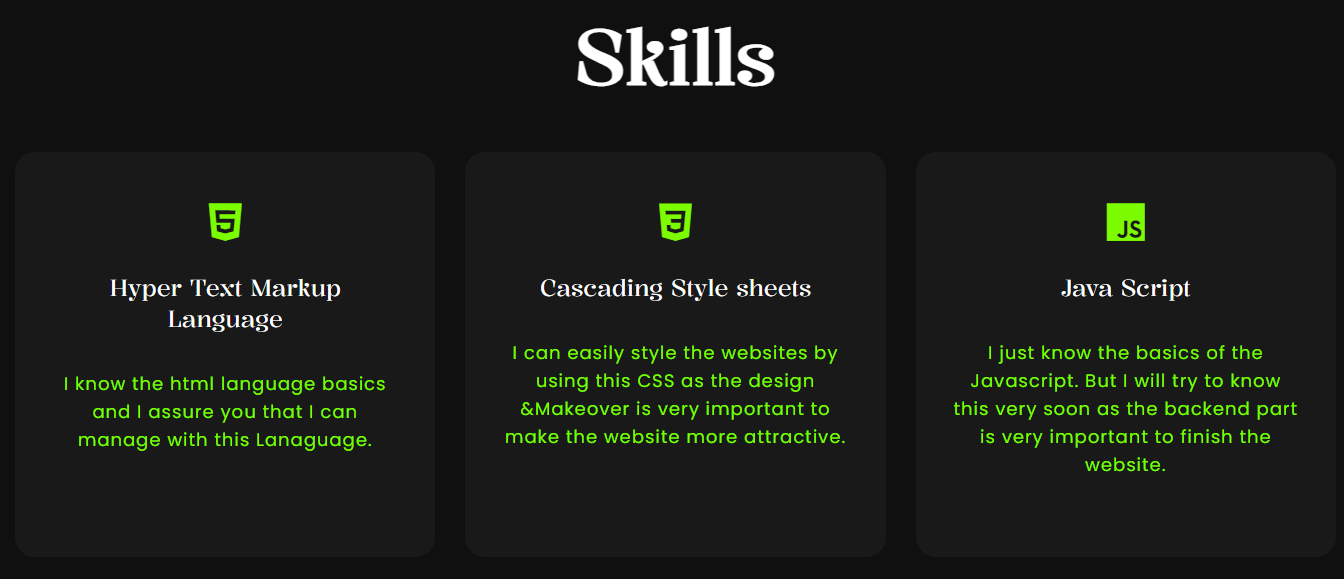 Skills
5
Hyper Text Markup
Language
I know the html language basics
and I assure you that I can
manage with this Lanaguage.
3
Cascading Style sheets
I can easily style the websites by
using this CSS as the design
&Makeover is very important to
make the website more attractive.
JS
Java Script
I just know the basics of the
Javascript. But I will try to know
this very soon as the backend part
is very important to finish the
website.